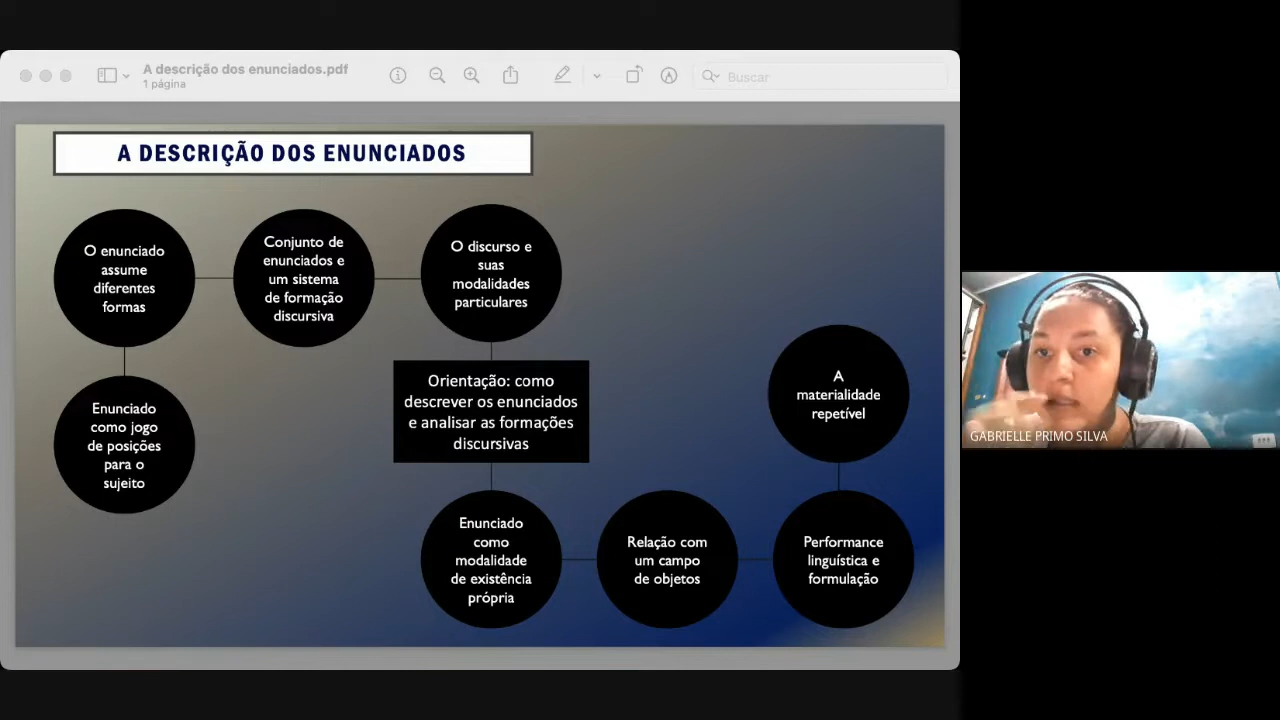 A descrição dos enunciados.pdf
1 página
Buscar
A DESCRIÇÃO DOS ENUNCIADOS
O enunciado
assume
diferentes
formas
Conjunto de
enunciados e
um sistema
de formação
discursiva
O discurso e
suas
modalidades
particulares
Enunciado
como jogo
de posições
para o
sujeito
Orientação: como
descrever os enunciados
e analisar as formações
discursivas
A
materialidade
repetível
Enunciado
como
modalidade
de existência
própria
Relação com
um campo
de objetos
Performance
linguística e
formulação
GABRIELLE PRIMO SILVA